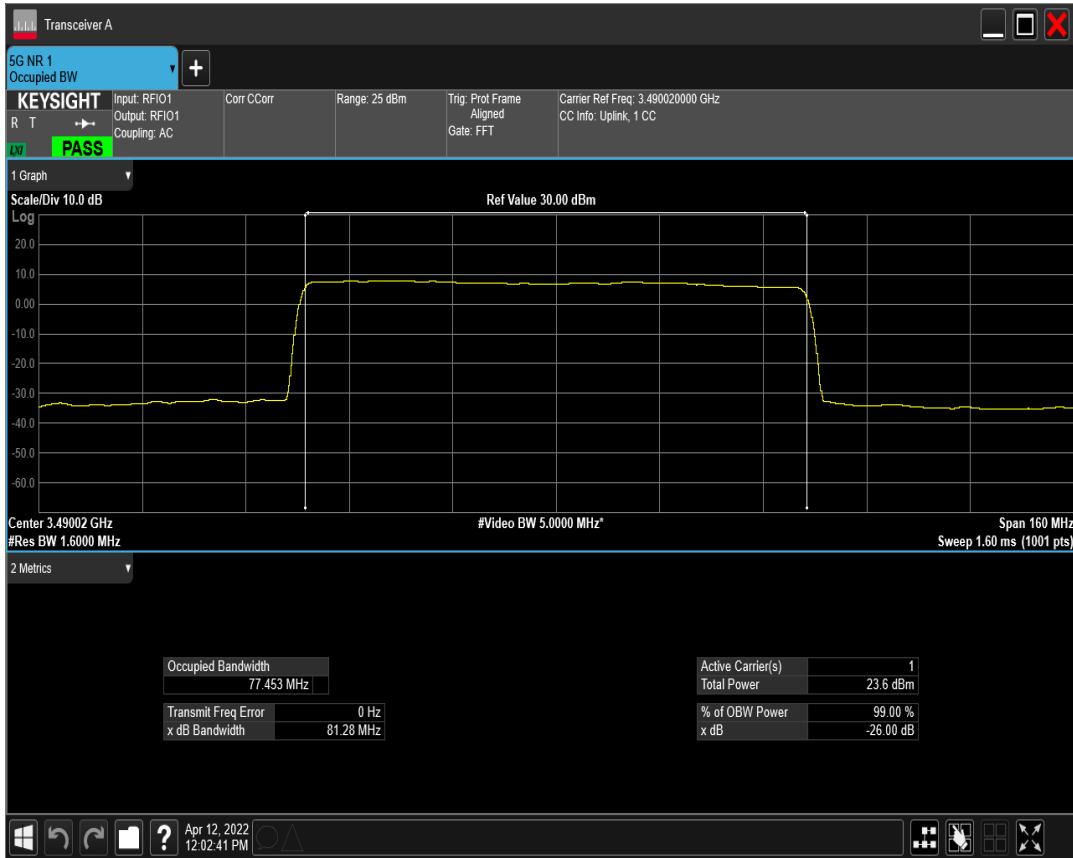 Transceiver A
5G NR 1
Occupied BW
+
KEYSIGHT
R T
LXI
PASS
Input: RFIO1
Output: RFIO1
Coupling: AC
Corr CCorr
Range: 25 dBm
Trig: Prot Frame
Aligned
Gate: FFT
Carrier Ref Freq: 3.490020000 GHz
CC Info: Uplink, 1 CC
1 Graph
Scale/Div 10.0 dB
Ref Value 30.00 dBm
Log
20.0
10.0
0.00
-10.0
-20.0
-30.0
-40.0
-50.0
-60.0
Center 3.49002 GHz
#Video BW 5.0000 MHz*
Span 160 MHz
#Res BW 1.6000 MHz
Sweep 1.60 ms (1001 pts)
2 Metrics
Occupied Bandwidth
77.453 MHz
Transmit Freq Error 0 Hz
x dB Bandwidth 81.28 MHz
Active Carrier(s) 1
Total Power 23.6 dBm
% of OBW Power 99.00 %
x dB -26.00 dB
?
Apr 12, 2022
12:02:41 PM